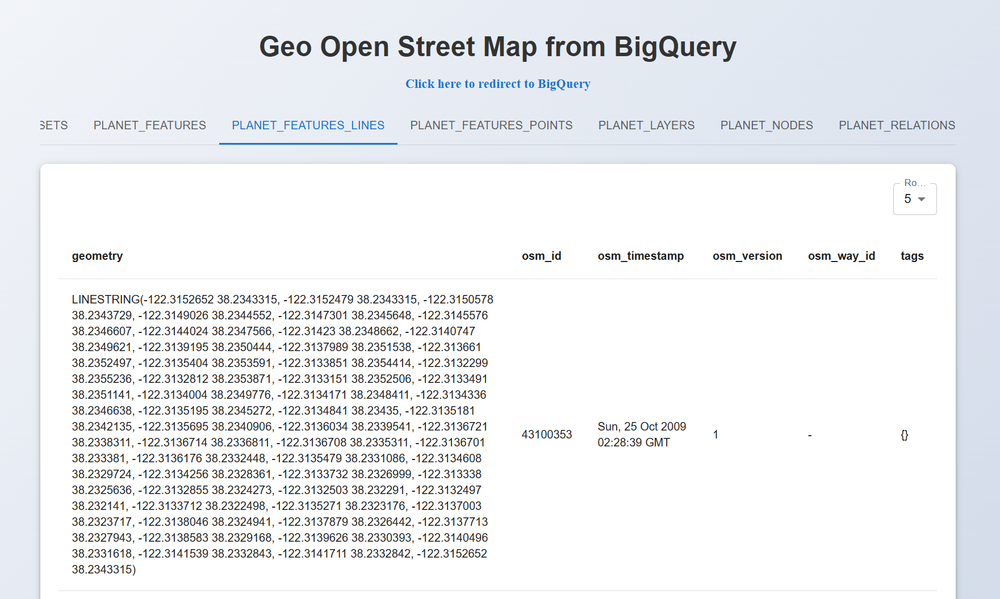 Geo Open Street Map from BigQuery
Click here to redirect to BigQuery
SETS PLANET_FEATURES PLANET_FEATURES_LINES PLANET_FEATURES_POINTS PLANET_LAYERS PLANET_NODES PLANET_RELATIONS
Ro...
5
geometry osm_id osm_timestamp osm_version osm_way_id tags
LINESTRING(-122.3152652 38.2343315, -122.3152479 38.2343315, -122.3150578
38.2343729, -122.3149026 38.2344552, -122.3147301 38.2345648, -122.3145576
38.2346607, -122.3144024 38.2347566, -122.31423 38.2348662, -122.3140747
38.2349621, -122.3139195 38.2350444, -122.3137989 38.2351538, -122.313661
38.2352497, -122.3135404 38.2353591, -122.3133851 38.2354414, -122.3132299
38.2355236, -122.3132812 38.2353871, -122.3133151 38.2352506, -122.3133491
38.2351141, -122.3134004 38.2349776, -122.3134171 38.2348411, -122.3134336
38.2346638, -122.3135195 38.2345272, -122.3134841 38.23435, -122.3135181
38.2342135, -122.3135695 38.2340906, -122.3136034 38.2339541, -122.3136721
38.2338311, -122.3136714 38.2336811, -122.3136708 38.2335311, -122.3136701
38.233381, -122.3136176 38.2332448, -122.3135479 38.2331086, -122.3134608
38.2329724, -122.3134256 38.2328361, -122.3133732 38.2326999, -122.313338
38.2325636, -122.3132855 38.2324273, -122.3132503 38.232291, -122.3132497
38.232141, -122.3133712 38.2322498, -122.3135271 38.2323176, -122.3137003
38.2323717, -122.3138046 38.2324941, -122.3137879 38.2326442, -122.3137713
38.2327943, -122.3138583 38.2329168, -122.3139626 38.2330393, -122.3140496
38.2331618, -122.3141539 38.2332843, -122.3141711 38.2332842, -122.3152652
38.2343315)
43100353
Sun, 25 Oct 2009
02:28:39 GMT
1
-
{}